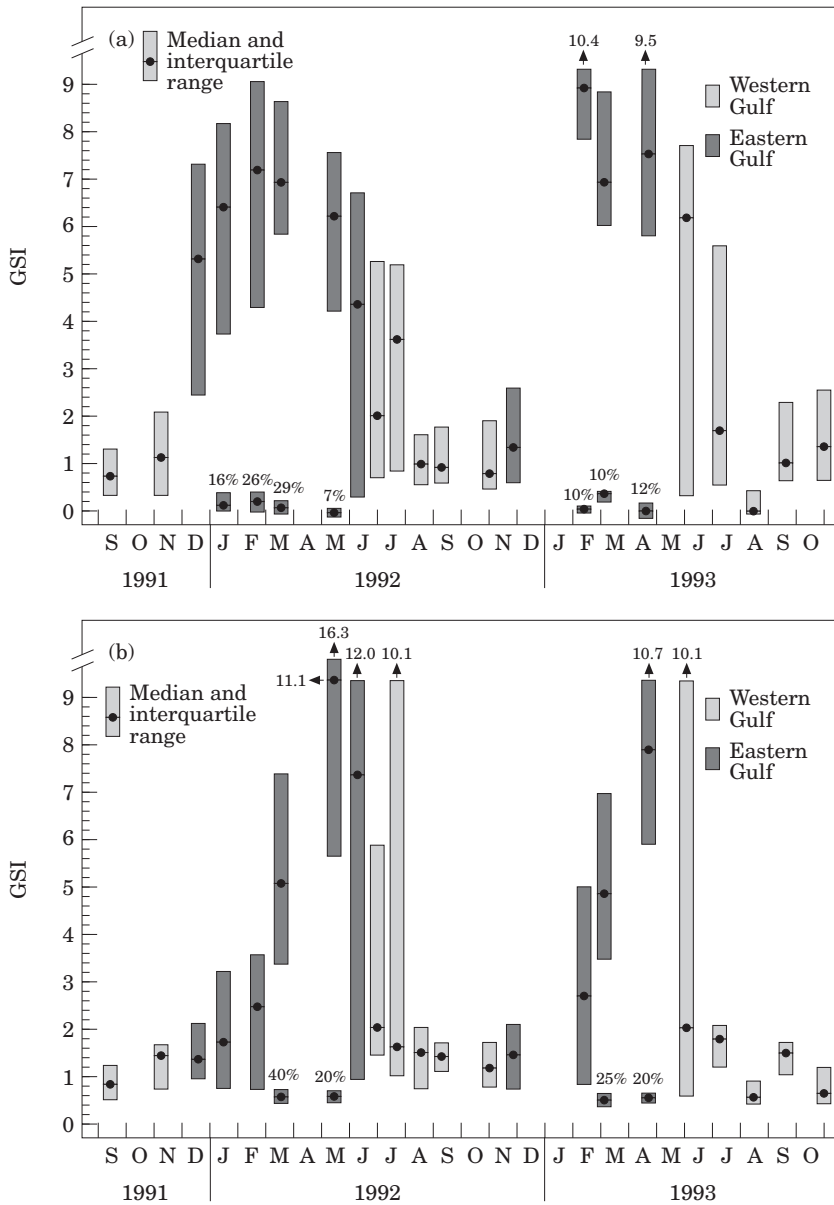 (a)
Median and
interquartile
range
10.4
9.5
Western
Gulf
Eastern
Gulf
GSI
9
8
7
6
5
4
3
2
1
0
16%
26%
29%
7%
10%
10%
12%
S O N D J F M A M J J A S O N D J F M A M J J A S O
1991 1992 1993
(b)
Median and
interquartile
range
16.3
11.1
12.0
10.1
10.7
10.1
Western
Gulf
Eastern
Gulf
GSI
9
8
7
6
5
4
3
2
1
0
40%
20%
25%
20%
S O N D J F M A M J J A S O N D J F M A M J J A S O
1991 1992 1993